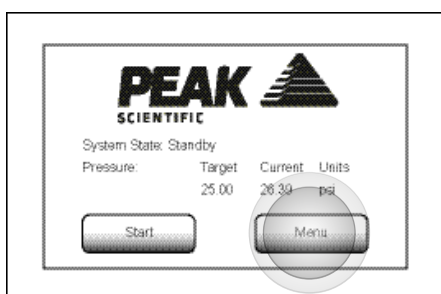 PEAK
SCIENTIFIC
System State: Standby
Pressure: Target Current Units
25.00 26.39 psi
Start Menu